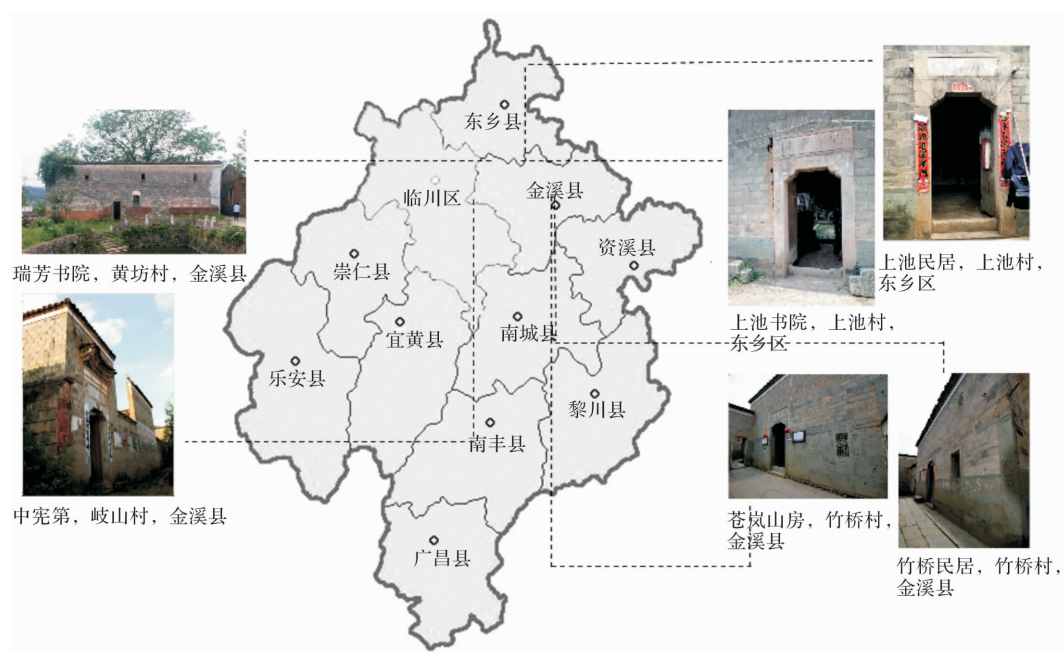 东乡县
临川区
金溪县
资溪县
崇仁县
宜黄县
南城县
乐安县
黎川县
南丰县
广昌县
瑞芳书院，黄坊村，金溪县
中宪第，岐山村，金溪县
上池书院，上池村，
东乡区
上池民居，上池村，
东乡区
苍岚山房，竹桥村，
金溪县
竹桥民居，竹桥村，
金溪县